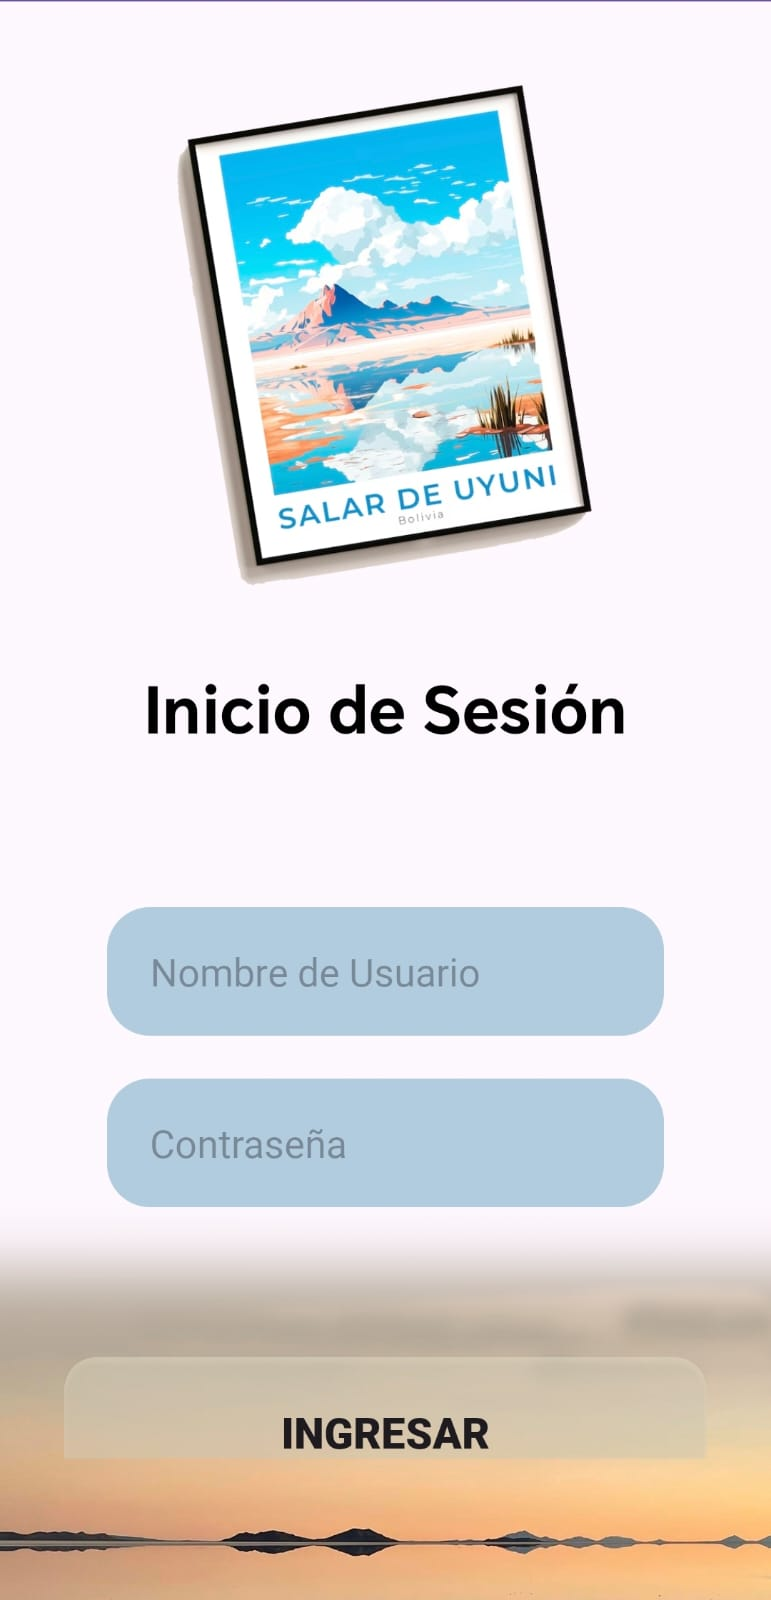 SALAR DE UYUNI
Bolivia
Inicio de Sesión
Nombre de Usuario
Contraseña
INGRESAR